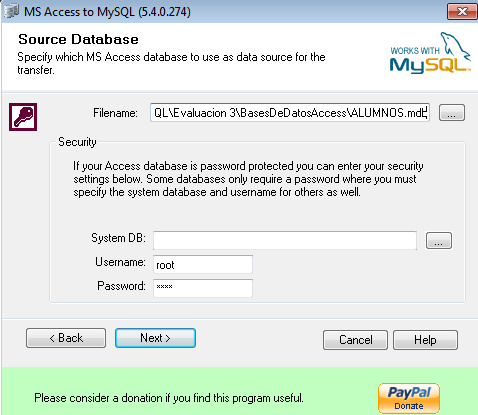 MS Access to MySQL (5.4.0.274)
Source Database
Specify which MS Access database to use as data source for the
transfer.
WORKS WITH
MySQL
Filename: QL\Evaluacion 3\BasesDeDatosAccess\ALUMNOS.mdb ...
Security
If your Access database is password protected you can enter your security
settings below. Some databases only require a password where you must
specify the system database and username for others as well.
System DB: ...
Username: root
Password: ××××
< Back Next > Cancel Help
Please consider a donation if you find this program useful.
PayPal
Donate